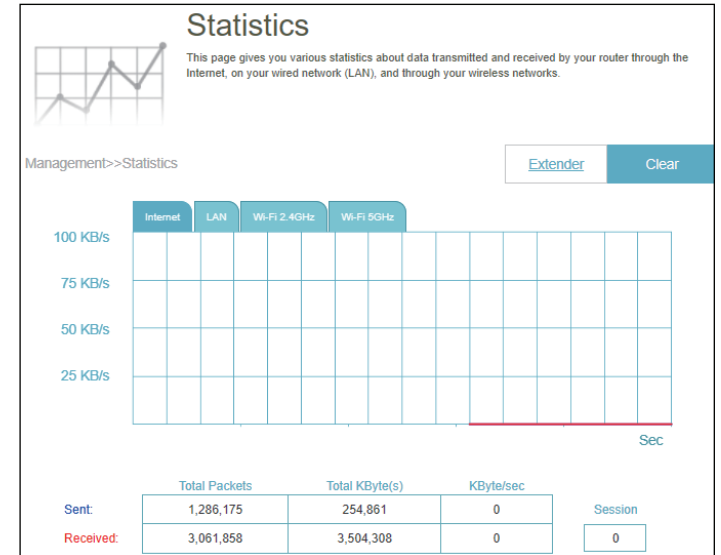 Statistics
This page gives you various statistics about data transmitted and received by your router through the
Internet, on your wired network (LAN), and through your wireless networks.
Management>>Statistics
Extender
Clear
Internet
LAN
Wi-Fi 2.4GHz
Wi-Fi 5GHz
100 KB/s
75 KB/s
50 KB/s
25 KB/s
Sec
Total Packets Total KByte(s) KByte/sec
Sent: 1,286,175 254,861 0 Session
Received: 3,061,858 3,504,308 0 0